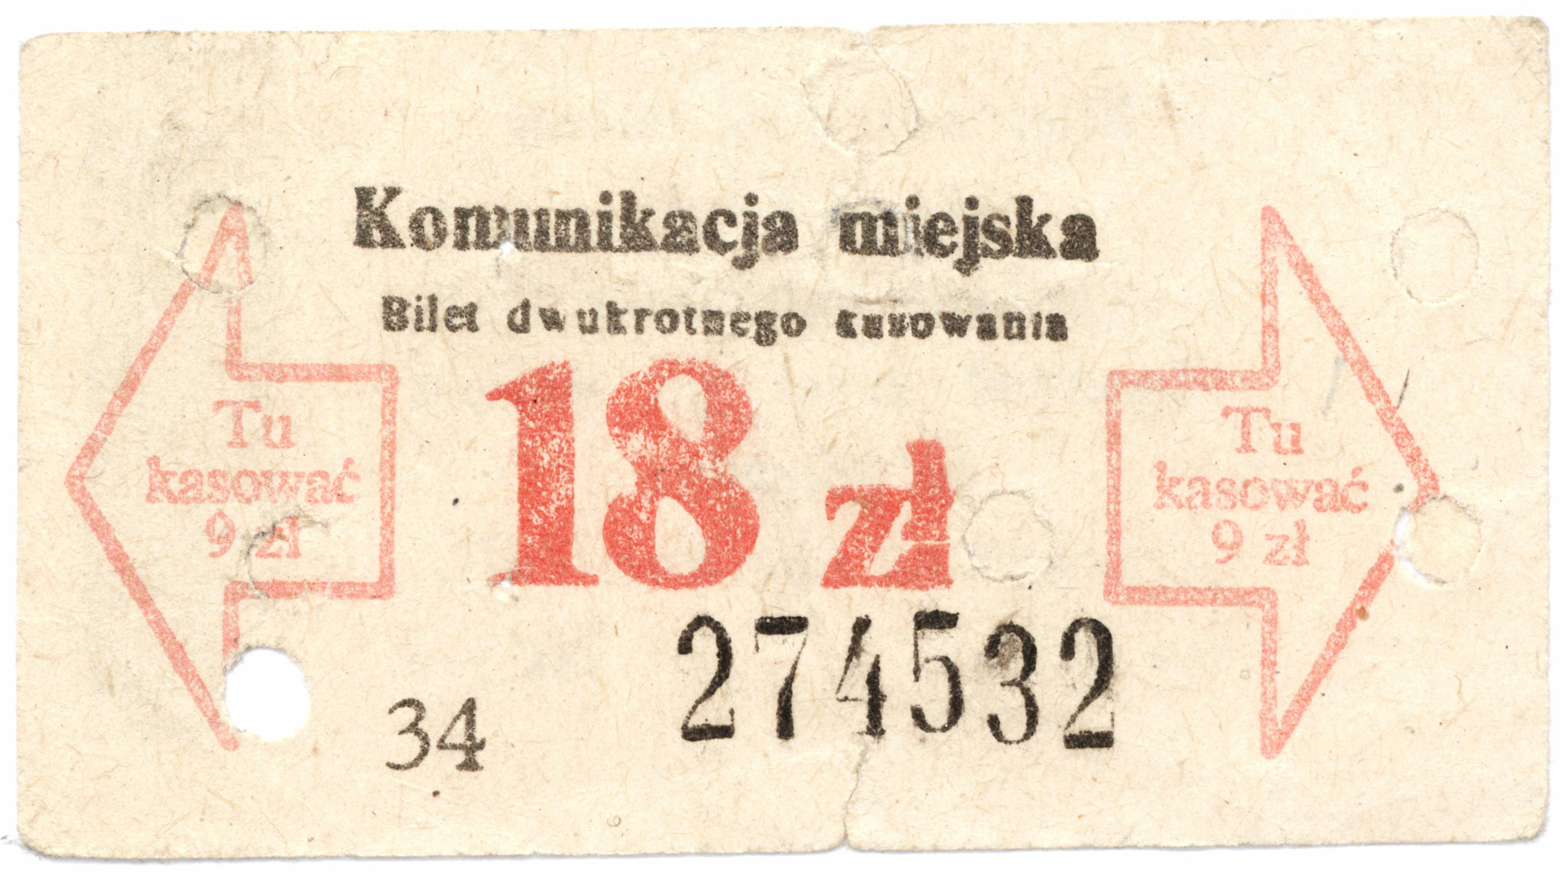 Komunikacja miejska
Bilet dwukrotnego kasowania
18 zł
Tu
kasować
9 zł
Tu
kasować
9 zł
34
274532